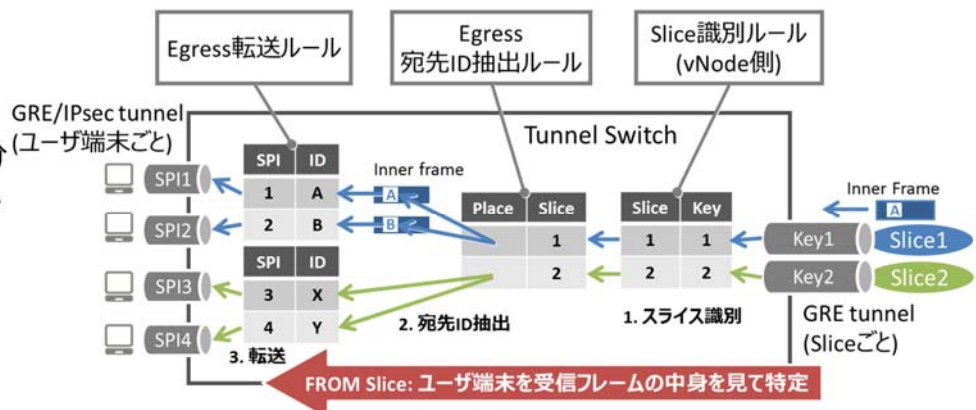 Egress転送ルール
Egress
宛先ID抽出ルール
Slice識別ルール
(vNode側)
GRE/IPsec tunnel
(ユーザ端末ごと)
Tunnel Switch
SPI ID
1 A
2 B
SPI ID
3 X
4 Y
Inner frame
A
B
Place Slice
1
2
Slice Key
1 1
2 2
Inner Frame
A
SPI1
SPI2
SPI3
SPI4
Key1
Slice1
Key2
Slice2
GRE tunnel
(Sliceごと)
1. スライス識別
2. 宛先ID抽出
3. 転送
FROM Slice: ユーザ端末を受信フレームの中身を見て特定